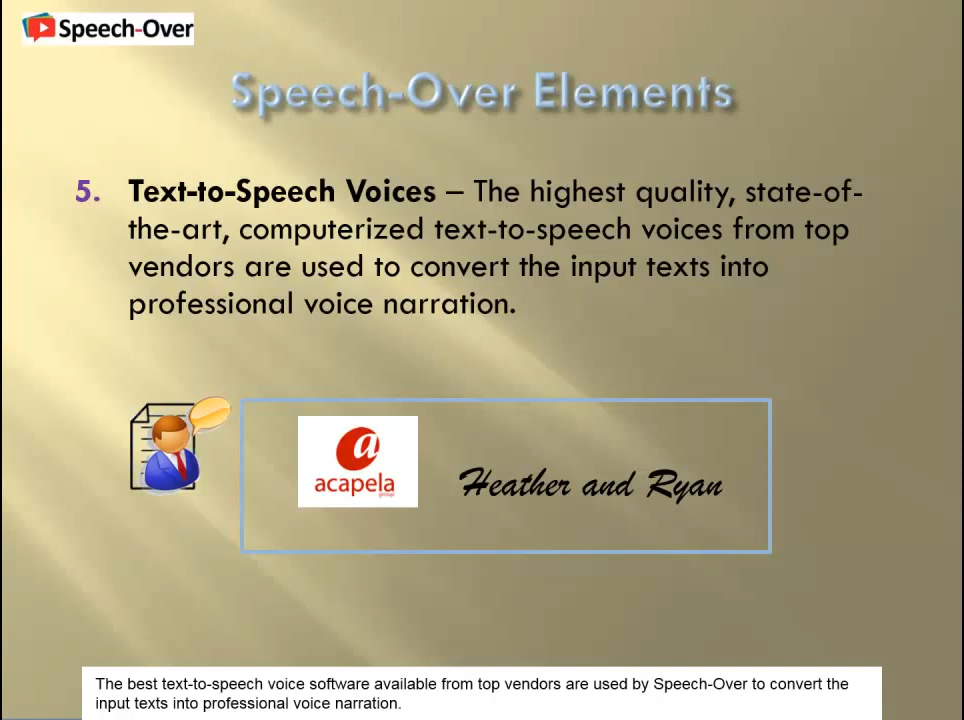 Speech-Over
Speech-Over Elements
5. Text-to-Speech Voices – The highest quality, state-of-
the-art, computerized text-to-speech voices from top
vendors are used to convert the input texts into
professional voice narration.
a
acapela
group
Heather and Ryan
The best text-to-speech voice software available from top vendors are used by Speech-Over to convert the
input texts into professional voice narration.